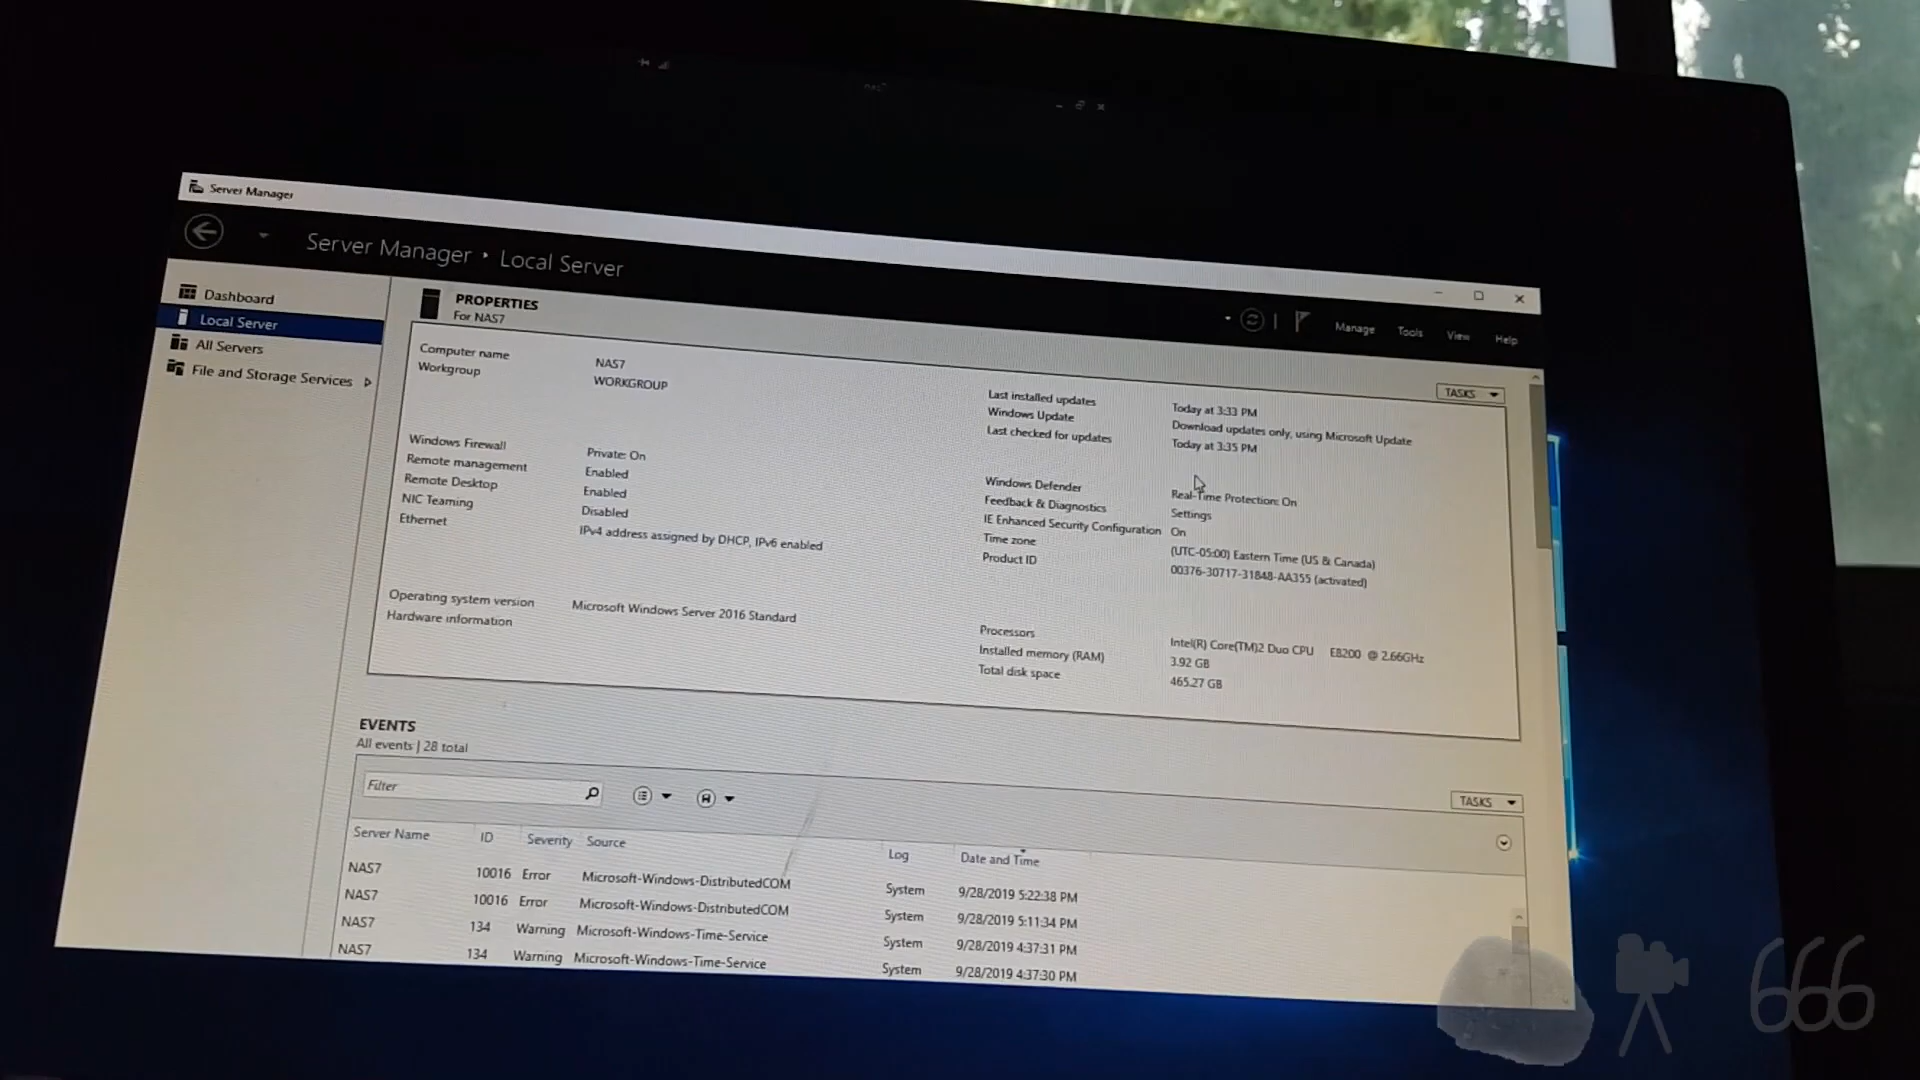 nas7
Server Manager
Server Manager ‣ Local Server
Manage Tools View Help
Dashboard
Local Server
All Servers
File and Storage Services
PROPERTIES
For NAS7
TASKS
Computer name NAS7
Workgroup WORKGROUP
Last installed updates Today at 3:33 PM
Windows Update Download updates only, using Microsoft Update
Last checked for updates Today at 3:35 PM
Windows Firewall Private: On
Remote management Enabled
Remote Desktop Enabled
NIC Teaming Disabled
Ethernet IPv4 address assigned by DHCP, IPv6 enabled
Windows Defender Real-Time Protection: On
Feedback & Diagnostics Settings
IE Enhanced Security Configuration On
Time zone (UTC-05:00) Eastern Time (US & Canada)
Product ID 00376-30717-31848-AA355 (activated)
Operating system version Microsoft Windows Server 2016 Standard
Hardware information
Processors Intel(R) Core(TM)2 Duo CPU E8200 @ 2.66GHz
Installed memory (RAM) 3.92 GB
Total disk space 465.27 GB
EVENTS
All events | 28 total
TASKS
Filter
Server Name ID Severity Source Log Date and Time
NAS7 10016 Error Microsoft-Windows-DistributedCOM System 9/28/2019 5:22:38 PM
NAS7 10016 Error Microsoft-Windows-DistributedCOM System 9/28/2019 5:11:34 PM
NAS7 134 Warning Microsoft-Windows-Time-Service System 9/28/2019 4:37:31 PM
NAS7 134 Warning Microsoft-Windows-Time-Service System 9/28/2019 4:37:30 PM
666